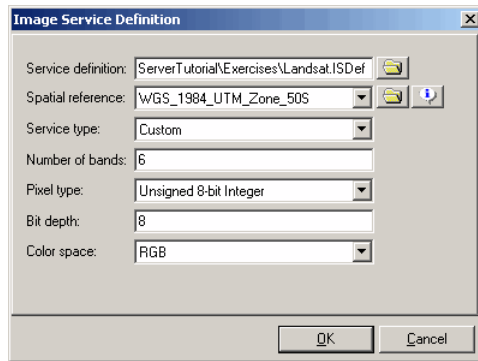 Image Service Definition
Service definition: ServerTutorial\Exercises\Landsat.ISDef
Spatial reference: WGS_1984_UTM_Zone_50S
Service type: Custom
Number of bands: 6
Pixel type: Unsigned 8-bit Integer
Bit depth: 8
Color space: RGB
OK Cancel